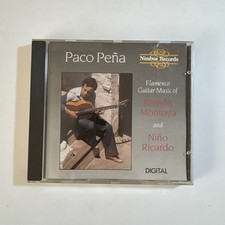 Paco Peña
Nimbus Records
Flamenco
Guitar Music of
Ramón
Montoya
and
Niño
Ricardo
DIGITAL